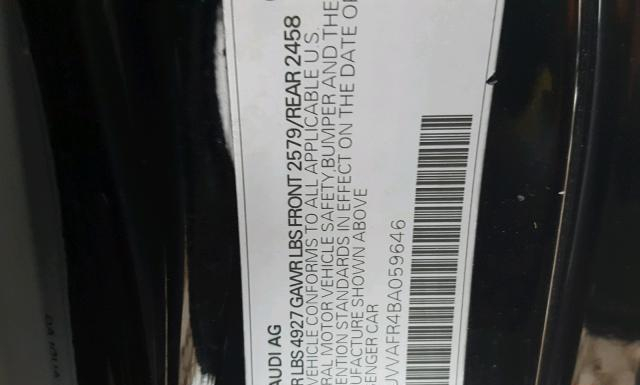 AUDI AG
R LBS 4927 GAWR LBS FRONT 2579/REAR 2458
VEHICLE CONFORMS TO ALL APPLICABLE U.S.
RAL MOTOR VEHICLE SAFETY, BUMPER AND THE
ENTION STANDARDS IN EFFECT ON THE DATE OF
UFACTURE SHOWN ABOVE
ENGER CAR
UVVAFR4BA059646